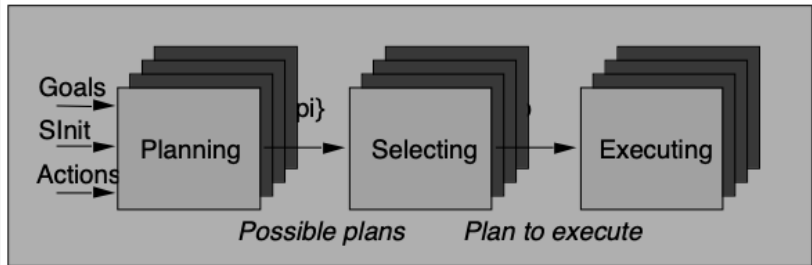 Goals
pi}
SInit
Planning
Selecting
Executing
Actions
Possible plans
Plan to execute